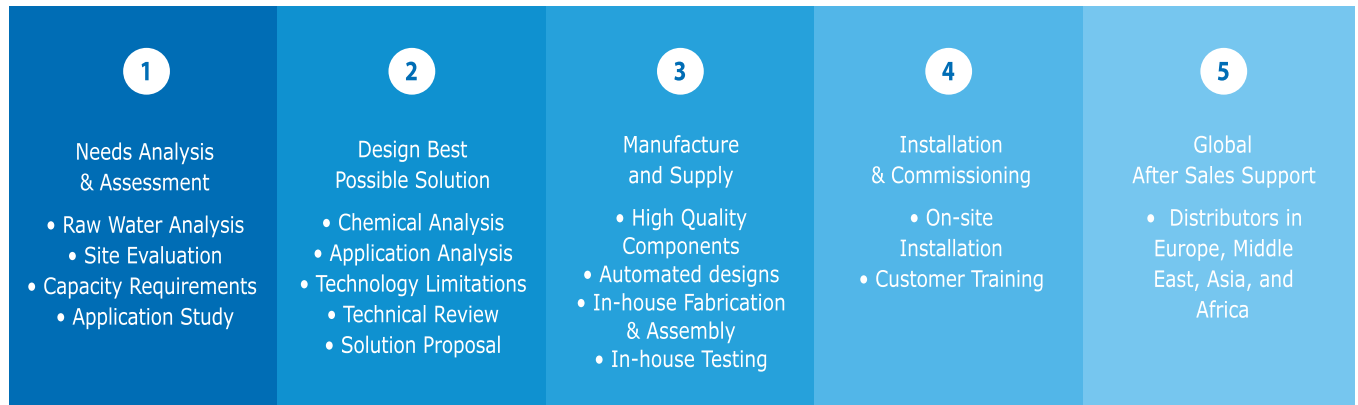 1
Needs Analysis
& Assessment
• Raw Water Analysis
• Site Evaluation
• Capacity Requirements
• Application Study
2
Design Best
Possible Solution
• Chemical Analysis
• Application Analysis
• Technology Limitations
• Technical Review
• Solution Proposal
3
Manufacture
and Supply
• High Quality
Components
• Automated designs
• In-house Fabrication
& Assembly
• In-house Testing
4
Installation
& Commissioning
• On-site
Installation
• Customer Training
5
Global
After Sales Support
• Distributors in
Europe, Middle
East, Asia, and
Africa